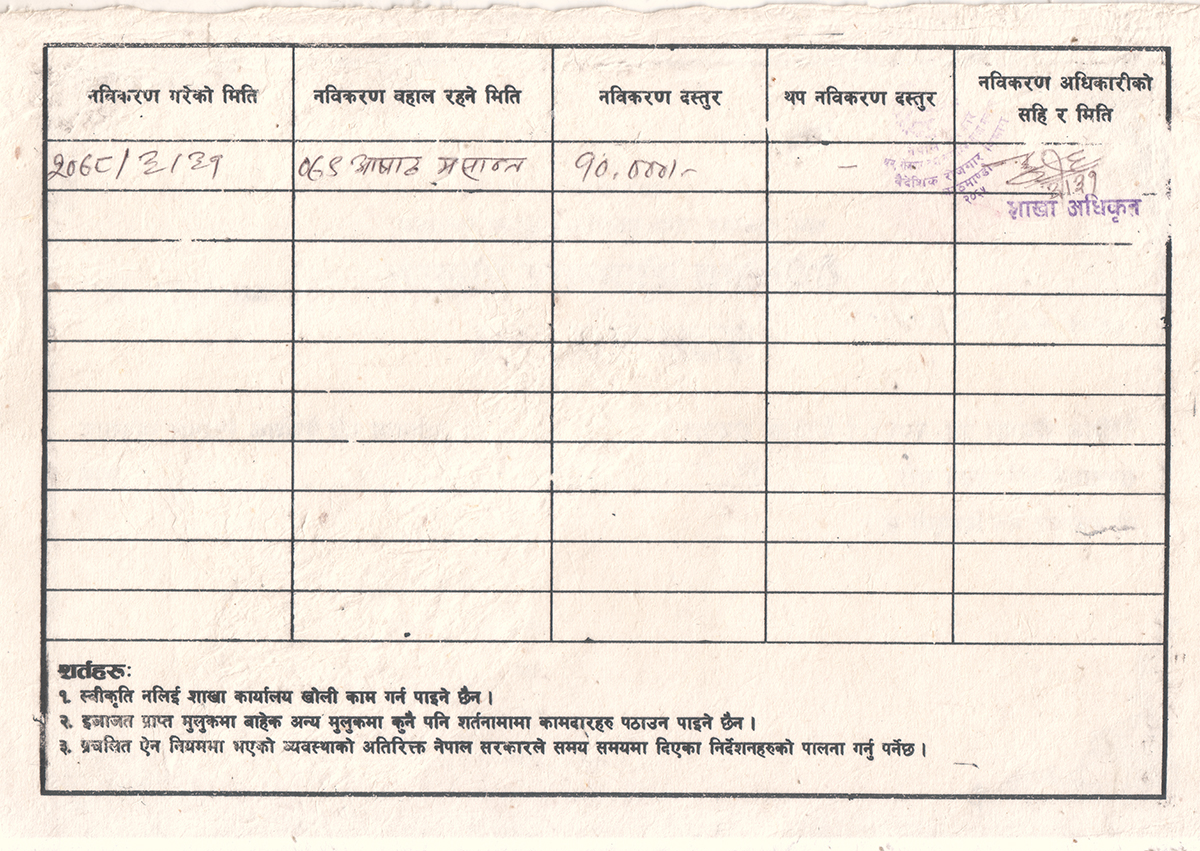 नविकरण गरेको मिति
नविकरण वहाल रहने मिति
नविकरण दस्तुर
थप नविकरण दस्तुर
नविकरण अधिकारीको
सहि र मिति
२०६८/३/३१
०६९ आषाढ मसान्त
१०,०००।-
-
वैदेशिक रोजगार
३/३१
शाखा अधिकृत
शर्तहरुः
१. स्वीकृति नलिई शाखा कार्यालय खोली काम गर्न पाइने छैन।
२. इजाजत प्राप्त मुलुकमा बाहेक अन्य मुलुकमा कुनै पनि शर्तनामामा कामदारहरु पठाउन पाइने छैन।
३. प्रचलित ऐन नियममा भएको व्यवस्थाको अतिरिक्त नेपाल सरकारले समय समयमा दिएका निर्देशनहरुको पालना गर्नु पर्नेछ।